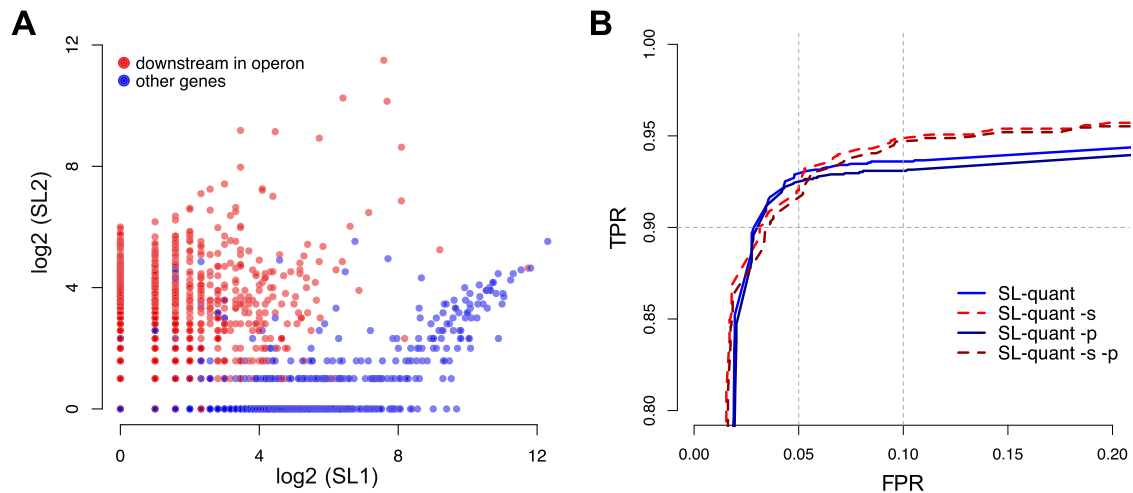 A
B
downstream in operon
other genes
12
8
4
0
log2 (SL2)
0
4
8
12
log2 (SL1)
1.00
0.95
0.90
0.85
0.80
TPR
SL-quant
SL-quant -s
SL-quant -p
SL-quant -s -p
0.00
0.05
0.10
0.15
0.20
FPR